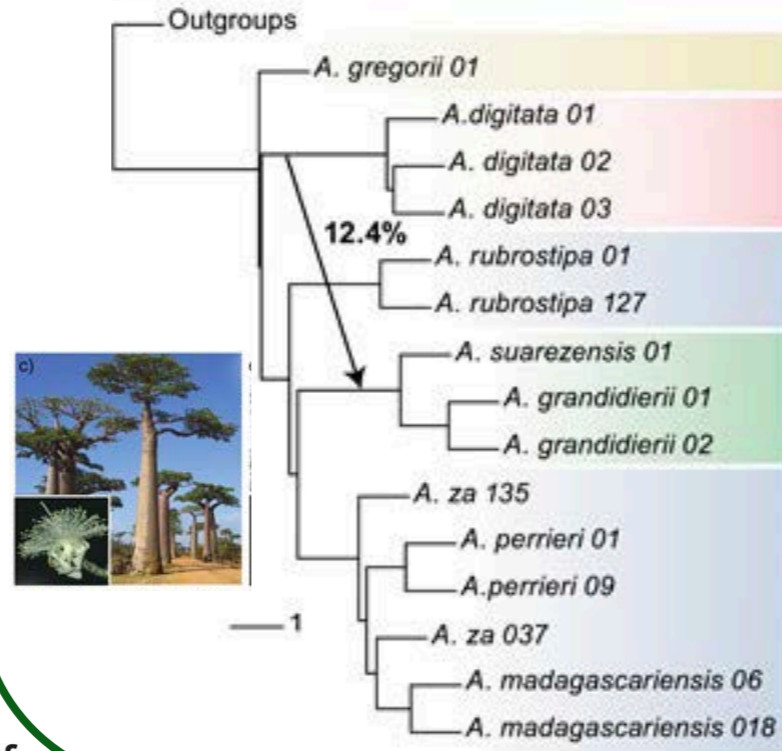 Outgroups
A. gregorii 01
A.digitata 01
A. digitata 02
A. digitata 03
12.4%
A. rubrostipa 01
A. rubrostipa 127
A. suarezensis 01
c)
A. grandidierii 01
A. grandidierii 02
A. za 135
A. perrieri 01
A.perrieri 09
1
A. za 037
A. madagascariensis 06
A. madagascariensis 018